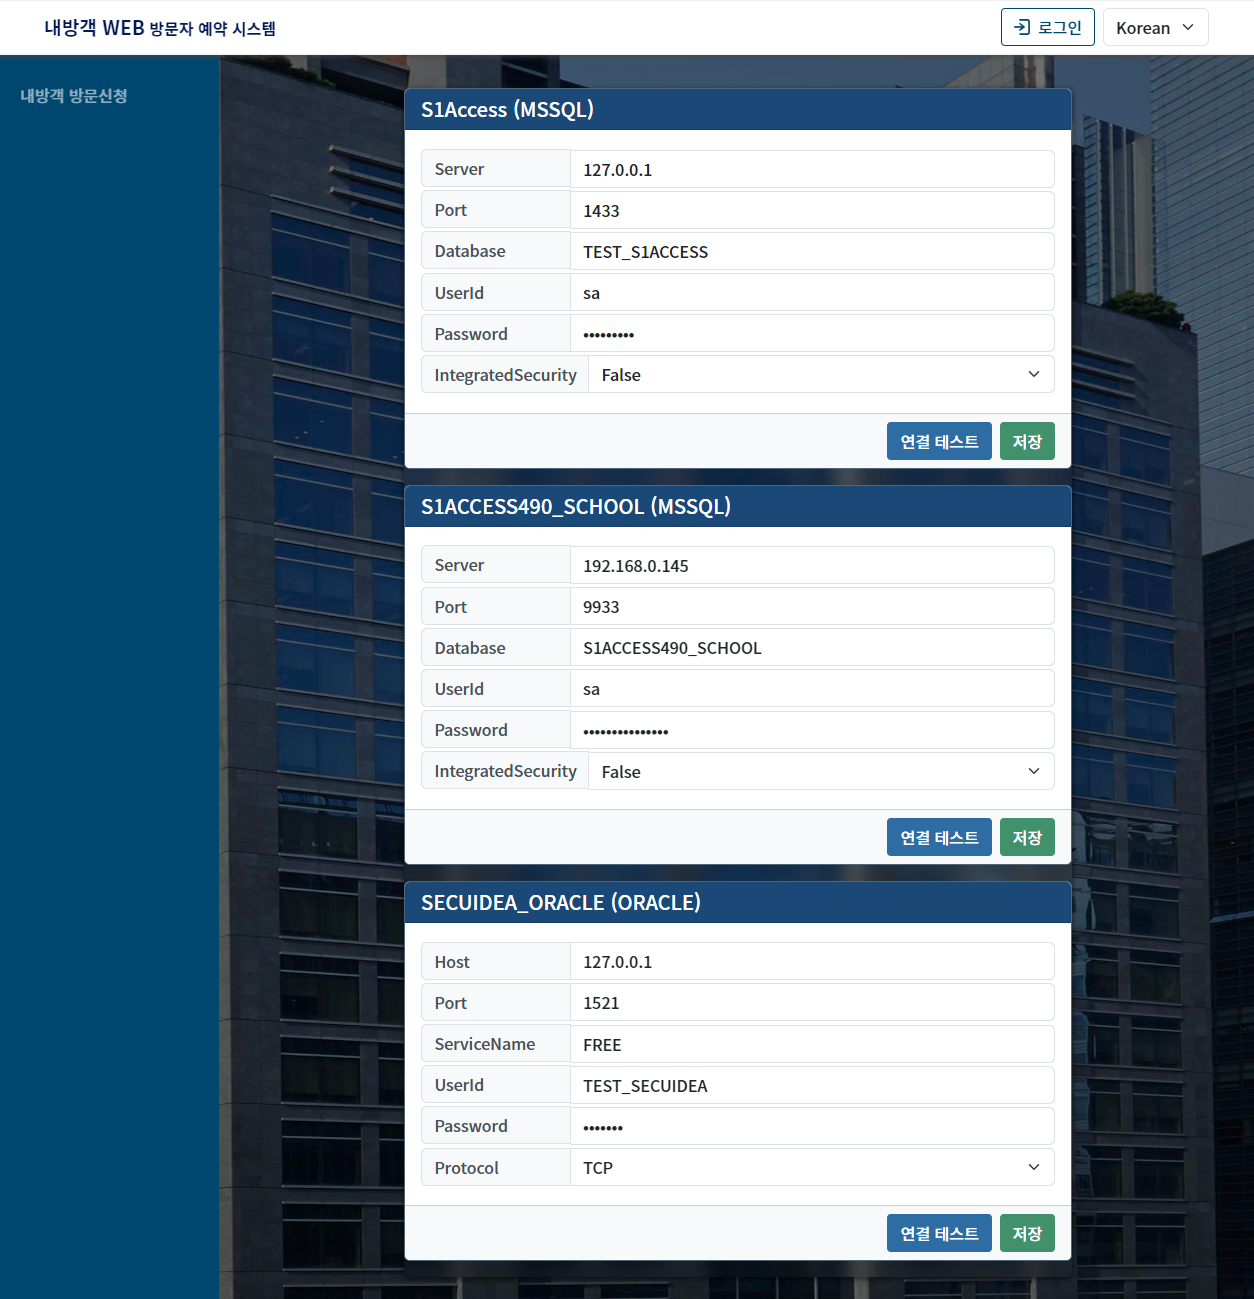 내방객 WEB 방문자 예약 시스템
로그인
Korean
내방객 방문신청
S1Access (MSSQL)
Server 127.0.0.1
Port 1433
Database TEST_S1ACCESS
UserId sa
Password •••••••••
IntegratedSecurity False
연결 테스트 저장
S1ACCESS490_SCHOOL (MSSQL)
Server 192.168.0.145
Port 9933
Database S1ACCESS490_SCHOOL
UserId sa
Password •••••••••••••••
IntegratedSecurity False
연결 테스트 저장
SECUIDEA_ORACLE (ORACLE)
Host 127.0.0.1
Port 1521
ServiceName FREE
UserId TEST_SECUIDEA
Password •••••••
Protocol TCP
연결 테스트 저장